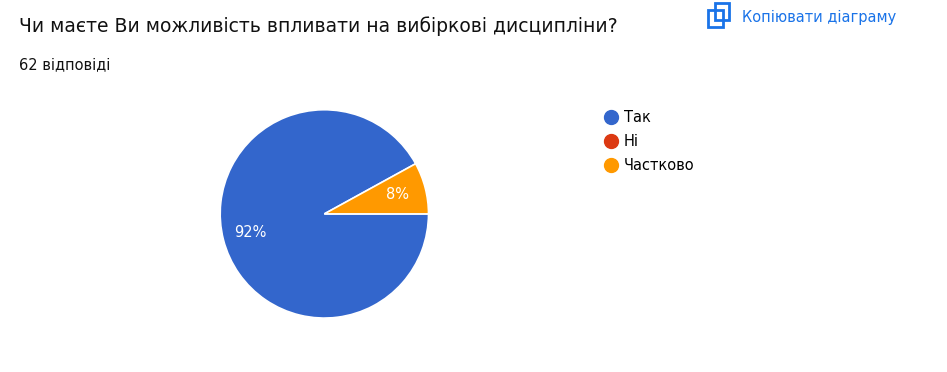 Чи маєте Ви можливість впливати на вибіркові дисципліни?
Копіювати діаграму
62 відповіді
Так
Ні
Частково
8%
92%